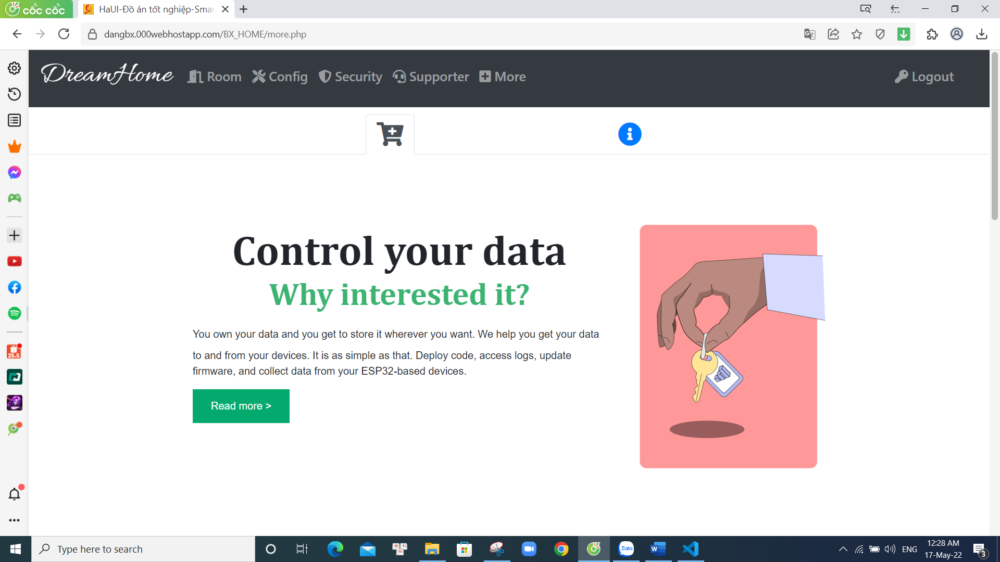 cốc cốc
HaUI-Đồ án tốt nghiệp-Smar
dangbx.000webhostapp.com/BX_HOME/more.php
DreamHome
Room
Config
Security
Supporter
More
Logout
Control your data
Why interested it?
You own your data and you get to store it wherever you want. We help you get your data
to and from your devices. It is as simple as that. Deploy code, access logs, update
firmware, and collect data from your ESP32-based devices.
Read more >
25.5
Type here to search
Zalo
ENG
12:28 AM
17-May-22
3